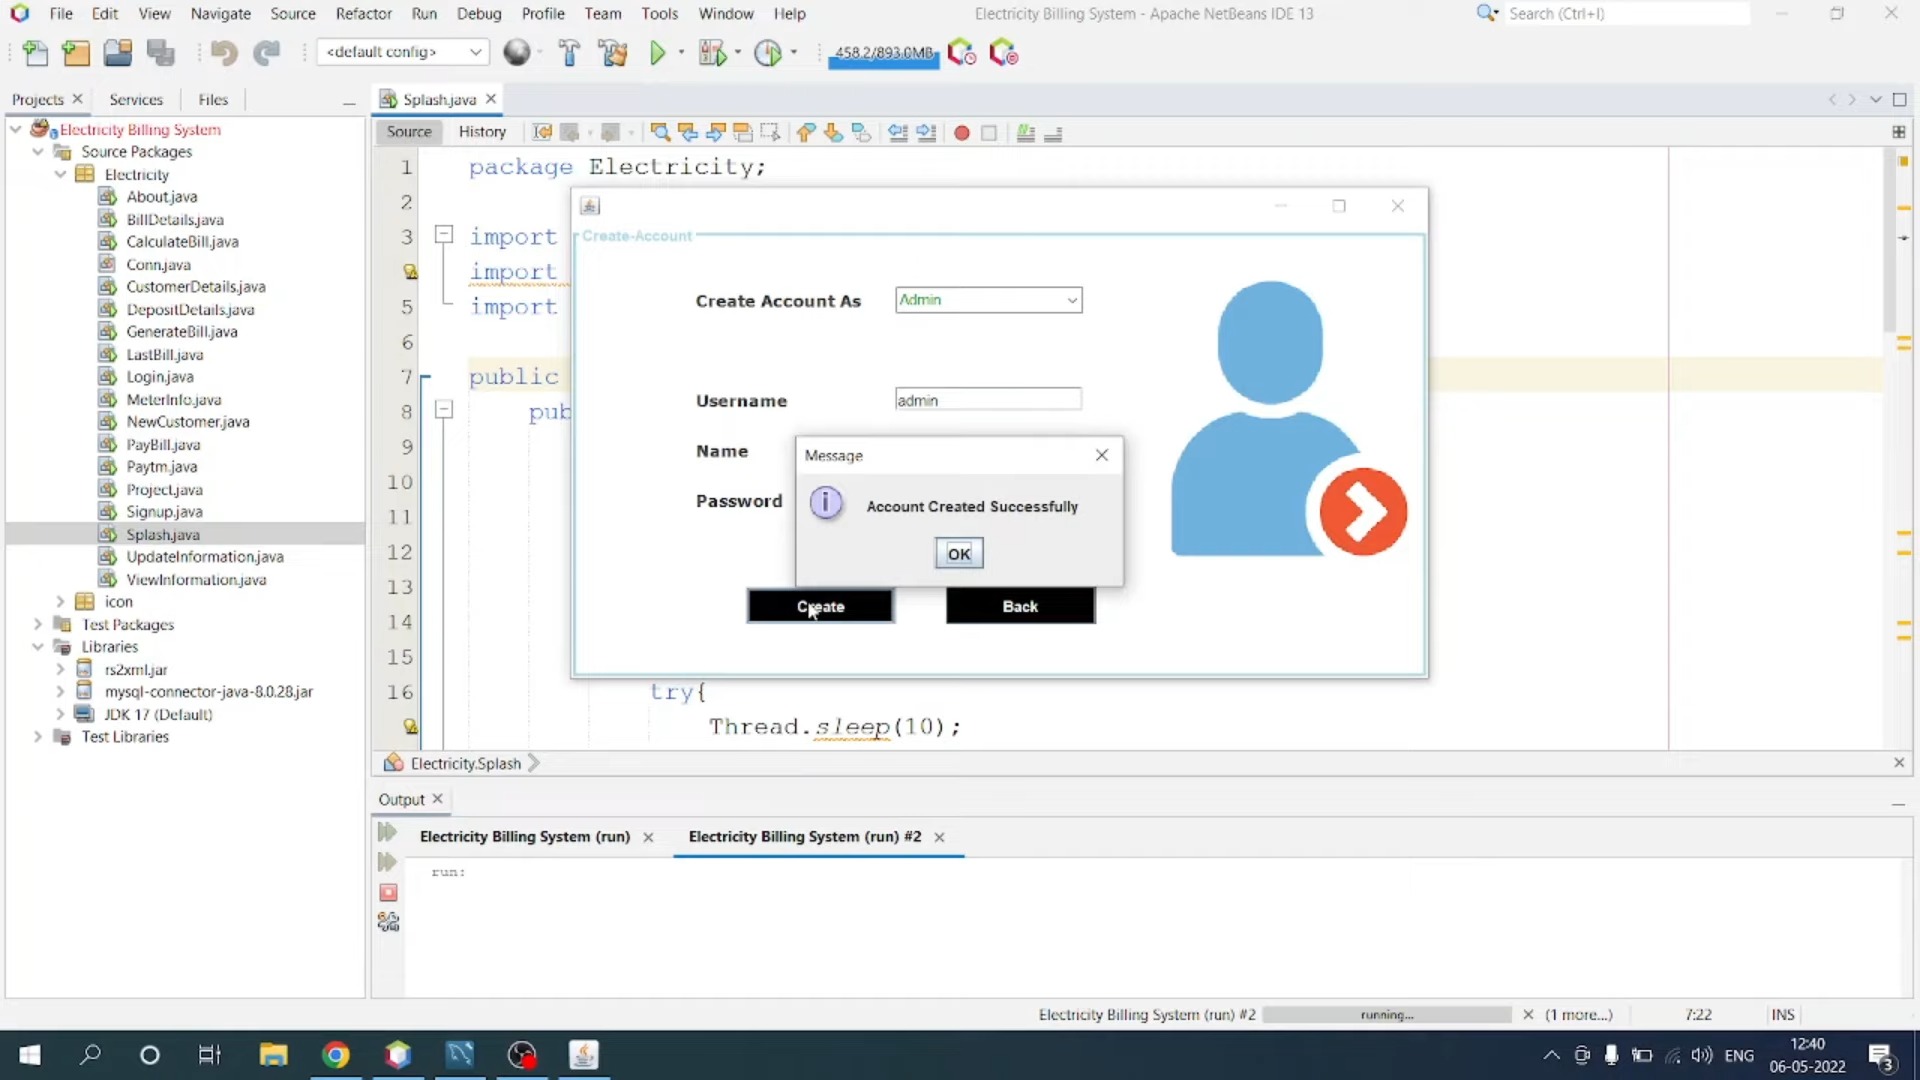 File Edit View Navigate Source Refactor Run Debug Profile Team Tools Window Help
Electricity Billing System - Apache NetBeans IDE 13
Search (Ctrl+I)
<default config>
458.2/893.0MB
Projects Services Files
Splash.java
Source History
Electricity Billing System
Source Packages
Electricity
About.java
BillDetails.java
CalculateBill.java
Conn.java
CustomerDetails.java
DepositDetails.java
GenerateBill.java
LastBill.java
Login.java
MeterInfo.java
NewCustomer.java
PayBill.java
Paytm.java
Project.java
Signup.java
Splash.java
UpdateInformation.java
ViewInformation.java
icon
Test Packages
Libraries
rs2xml.jar
mysql-connector-java-8.0.28.jar
JDK 17 (Default)
Test Libraries
1 package Electricity;
2
3 import
import
5 import
6
7 public
8 pub
9
10
11
12
13
14
15
16 try{
Thread.sleep(10);
Create-Account
Create Account As Admin
Username admin
Name
Password
Message
Account Created Successfully
OK
Create Back
Electricity.Splash
Output
Electricity Billing System (run) Electricity Billing System (run) #2
run:
Electricity Billing System (run) #2 running... (1 more...) 7:22 INS
ENG
12:40
06-05-2022
3